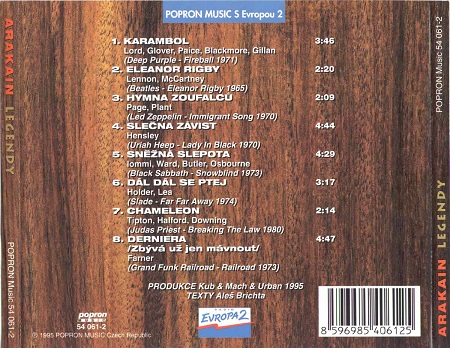 POPRON MUSIC S Evropou 2
1. KARAMBOL 3:46
Lord, Glover, Paice, Blackmore, Gillan
(Deep Purple - Fireball 1971)
2. ELEANOR RIGBY 2:20
Lennon, McCartney
(Beatles - Eleanor Rigby 1965)
3. HYMNA ZOUFALCŮ 2:09
Page, Plant
(Led Zeppelin - Immigrant Song 1970)
4. SLEČNA ZÁVIST 4:44
Hensley
(Uriah Heep - Lady In Black 1970)
5. SNĚŽNÁ SLEPOTA 4:29
Iommi, Ward, Butler, Osbourne
(Black Sabbath - Snowblind 1973)
6. DÁL DÁL SE PTEJ 3:17
Holder, Lea
(Slade - Far Far Away 1974)
7. CHAMELEON 2:14
Tipton, Halford, Downing
(Judas Priest - Breaking The Law 1980)
8. DERNIERA 4:47
/Zbývá už jen mávnout/
Farner
(Grand Funk Railroad - Railroad 1973)
PRODUKCE Kub & Mach & Urban 1995
TEXTY Aleš Brichta
popron
MUSIC
54 061-2
℗ 1995 POPRON MUSIC Czech Republic
RADIO
EVROPA 2
8 596985 406125
ARAKAIN LEGENDY
POPRON Music 54 061-2
POPRON Music 54 061-2
ARAKAIN LEGENDY